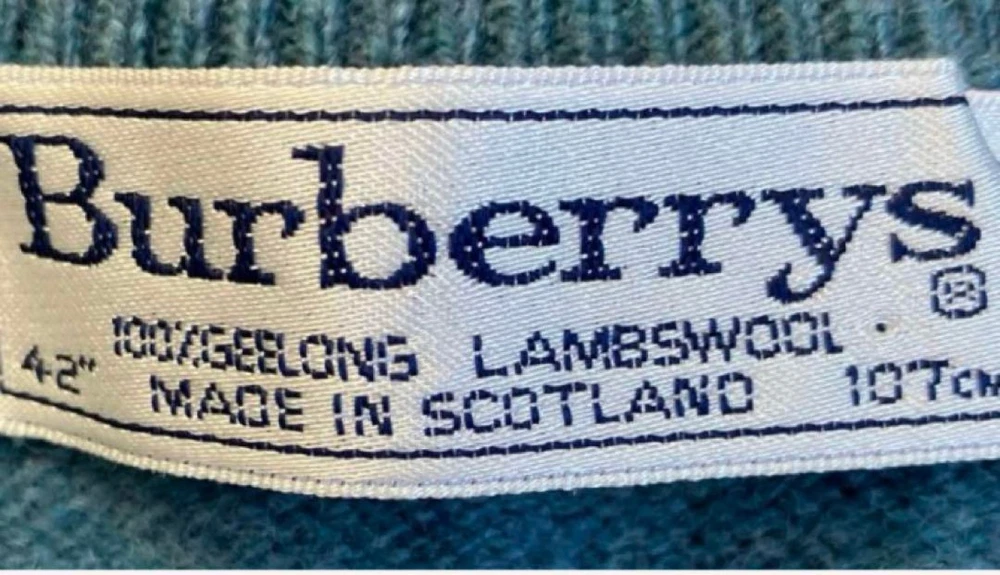 Burberrys®
100% GEELONG LAMBSWOOL
42" MADE IN SCOTLAND 107CM